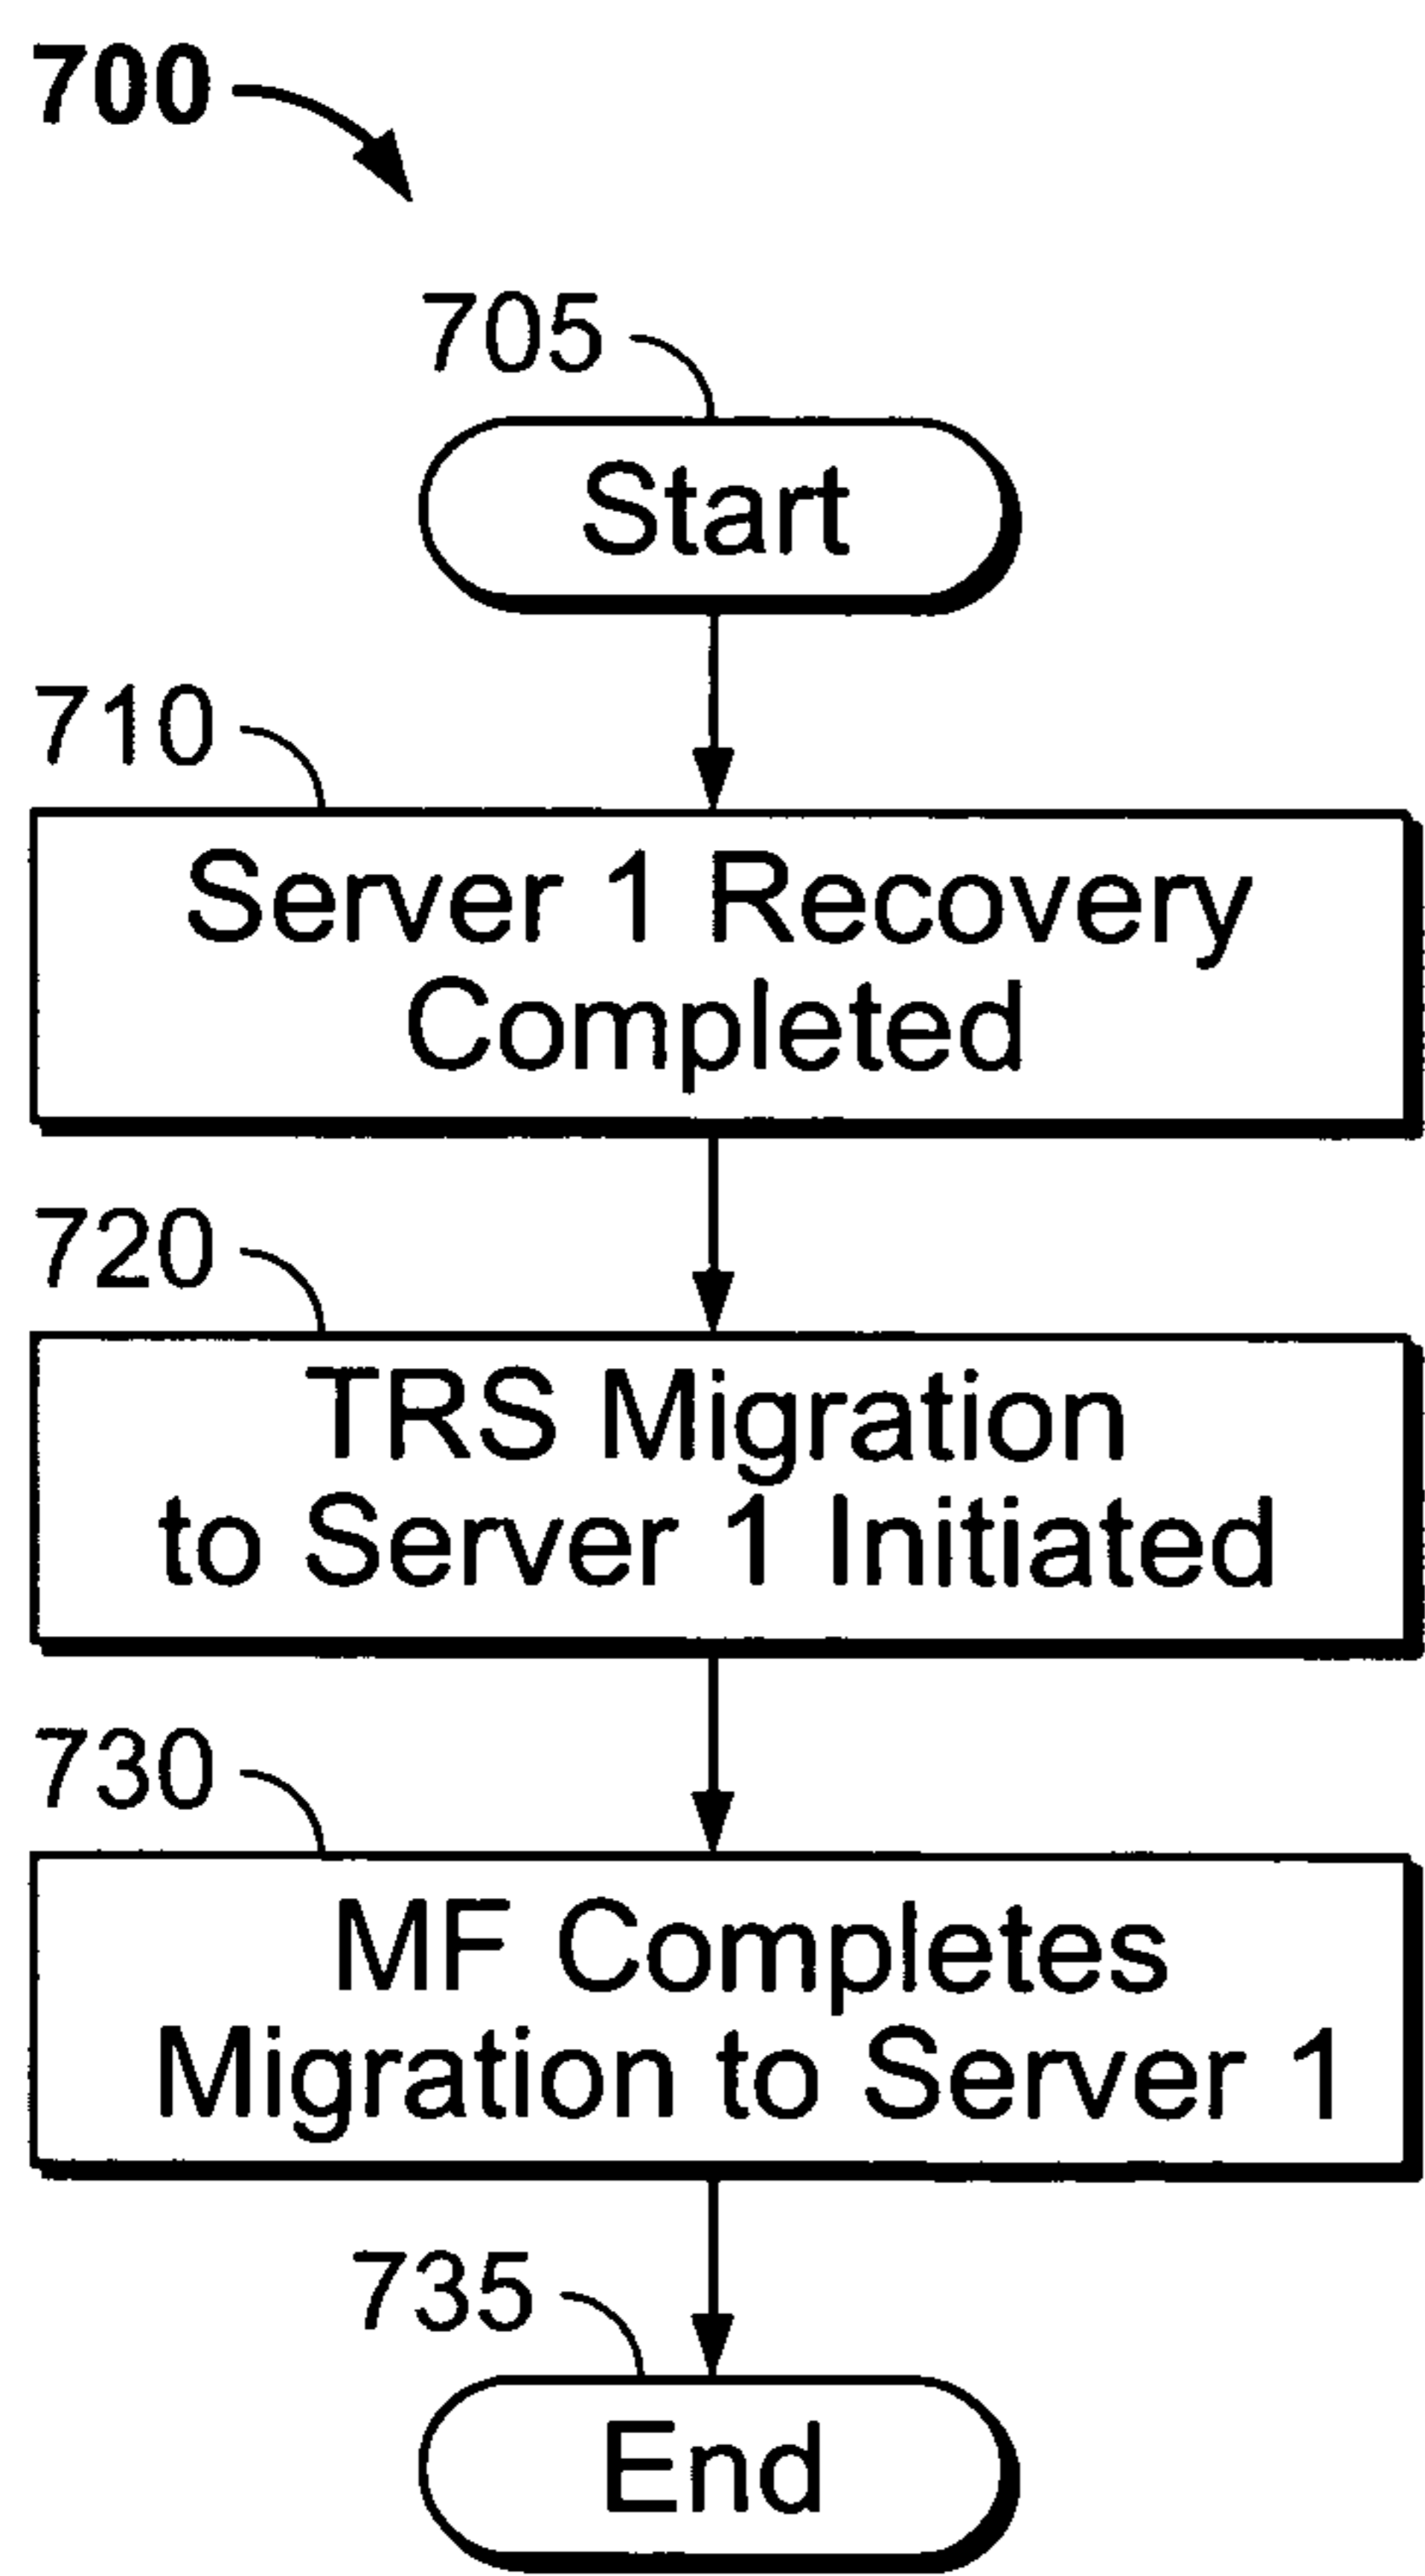 700
705
Start
710
Server 1 Recovery
Completed
720
TRS Migration
to Server 1 Initiated
730
MF Completes
Migration to Server 1
735
End